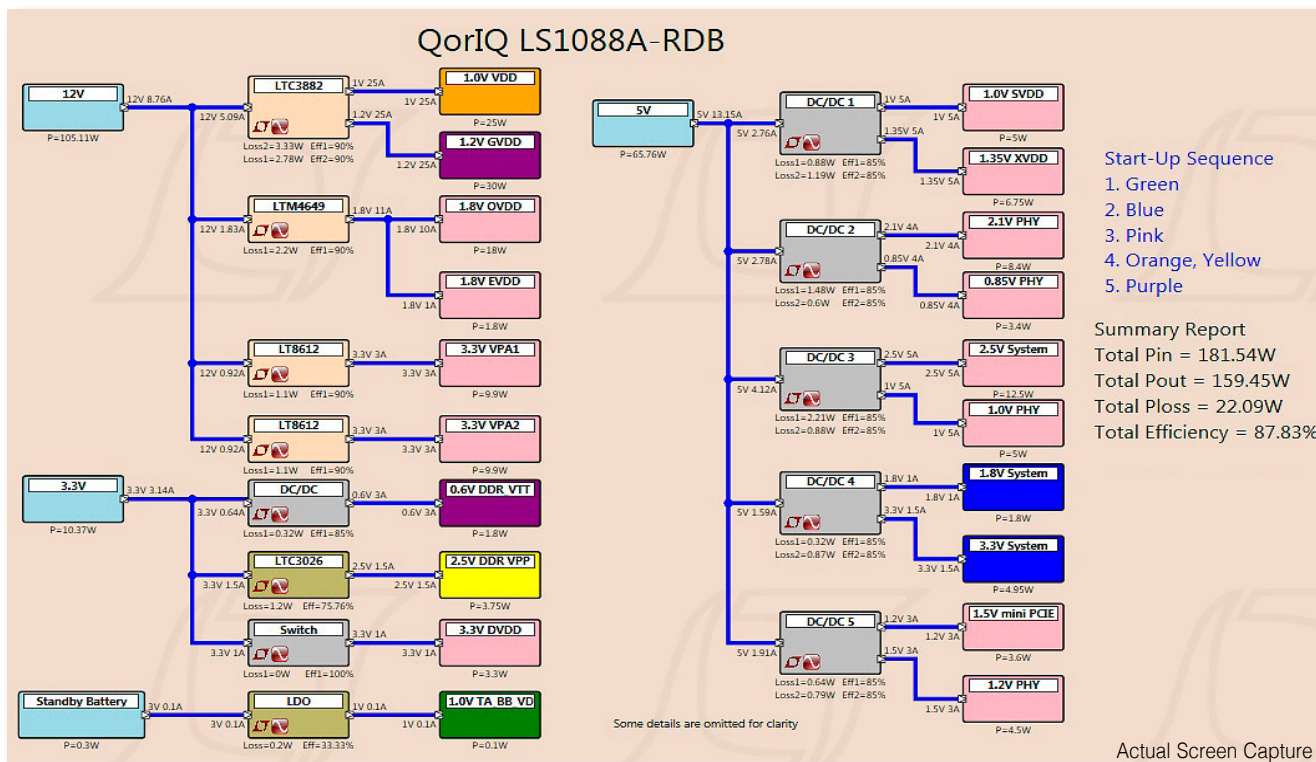 QorIQ LS1088A-RDB
12V
12V 8.76A
P=105.11W
12V 5.09A
LTC3882
1V 25A
1.2V 25A
Loss2=3.33W Eff1=90%
Loss1=2.78W Eff2=90%
1.0V VDD
1V 25A
P=25W
1.2V GVDD
1.2V 25A
P=30W
12V 1.83A
LTM4649
1.8V 11A
Loss1=2.2W Eff1=90%
1.8V OVDD
1.8V 10A
P=18W
1.8V EVDD
1.8V 1A
P=1.8W
12V 0.92A
LT8612
3.3V 3A
Loss1=1.1W Eff1=90%
3.3V VPA1
3.3V 3A
P=9.9W
12V 0.92A
LT8612
3.3V 3A
Loss1=1.1W Eff1=90%
3.3V VPA2
3.3V 3A
P=9.9W
3.3V
3.3V 3.14A
P=10.37W
3.3V 0.64A
DC/DC
0.6V 3A
Loss1=0.32W Eff1=85%
0.6V DDR_VTT
0.6V 3A
P=1.8W
3.3V 1.5A
LTC3026
2.5V 1.5A
Loss=1.2W Eff=75.76%
2.5V DDR VPP
2.5V 1.5A
P=3.75W
3.3V 1A
Switch
3.3V 1A
Loss1=0W Eff1=100%
3.3V DVDD
3.3V 1A
P=3.3W
Standby Battery
3V 0.1A
P=0.3W
3V 0.1A
LDO
1V 0.1A
Loss=0.2W Eff=33.33%
1.0V TA_BB_VD
1V 0.1A
P=0.1W
5V
5V 13.15A
P=65.76W
5V 2.76A
DC/DC 1
1V 5A
1.35V 5A
Loss1=0.88W Eff1=85%
Loss2=1.19W Eff2=85%
1.0V SVDD
1V 5A
P=5W
1.35V XVDD
1.35V 5A
P=6.75W
5V 2.78A
DC/DC 2
2.1V 4A
0.85V 4A
Loss1=1.48W Eff1=85%
Loss2=0.6W Eff2=85%
2.1V PHY
2.1V 4A
P=8.4W
0.85V PHY
0.85V 4A
P=3.4W
5V 4.12A
DC/DC 3
2.5V 5A
1V 5A
Loss1=2.21W Eff1=85%
Loss2=0.88W Eff2=85%
2.5V System
2.5V 5A
P=12.5W
1.0V PHY
1V 5A
P=5W
5V 1.59A
DC/DC 4
1.8V 1A
3.3V 1.5A
Loss1=0.32W Eff1=85%
Loss2=0.87W Eff2=85%
1.8V System
1.8V 1A
P=1.8W
3.3V System
3.3V 1.5A
P=4.95W
5V 1.91A
DC/DC 5
1.2V 3A
1.5V 3A
Loss1=0.64W Eff1=85%
Loss2=0.79W Eff2=85%
1.5V mini PCIE
1.2V 3A
P=3.6W
1.2V PHY
1.5V 3A
P=4.5W
Some details are omitted for clarity
Start-Up Sequence
1. Green
2. Blue
3. Pink
4. Orange, Yellow
5. Purple
Summary Report
Total Pin = 181.54W
Total Pout = 159.45W
Total Ploss = 22.09W
Total Efficiency = 87.83%
Actual Screen Capture